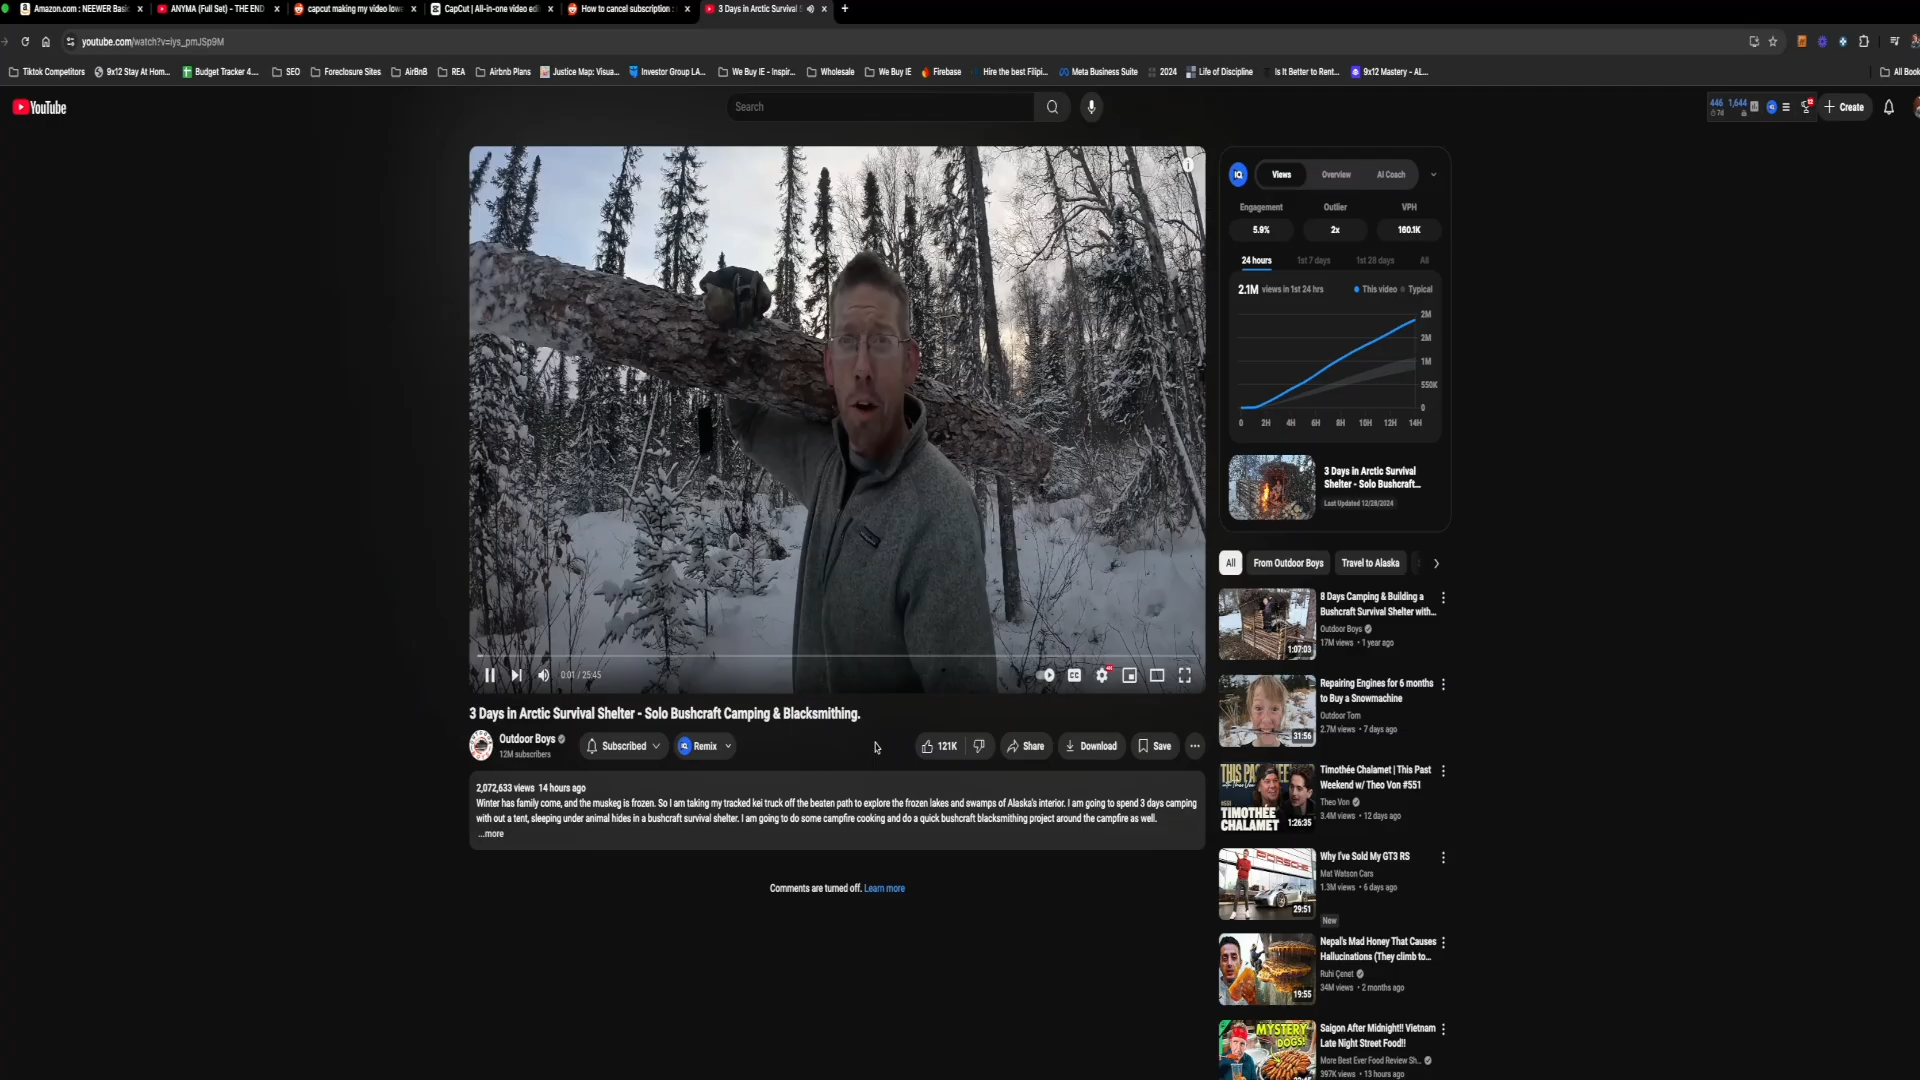 Amazon.com : NEEWER Basi
ANYMA (Full Set) - THE END
capcut making my video low
CapCut | All-in-one video edi
How to cancel subscription :
3 Days in Arctic Survival S
youtube.com/watch?v=iys_pmJSp9M
Tiktok Competitors
9x12 Stay At Hom...
Budget Tracker 4....
SEO
Foreclosure Sites
AirBnB
REA
Airbnb Plans
Justice Map: Visua...
Investor Group LA...
We Buy IE - Inspir...
Wholesale
We Buy IE
Firebase
Hire the best Filipi...
Meta Business Suite
2024
Life of Discipline
Is It Better to Rent...
9x12 Mastery - AL...
All Book
YouTube
Search
446 1,644
74
12
Create
IQ
Views
Overview
AI Coach
Engagement
Outlier
VPH
5.9%
2x
160.1K
24 hours
1st 7 days
1st 28 days
All
2.1M views in 1st 24 hrs
This video
Typical
2M
2M
1M
550K
0
0 2H 4H 6H 8H 10H 12H 14H
3 Days in Arctic Survival
Shelter - Solo Bushcraft...
Last Updated 12/28/2024
0:01 / 25:45
CC
3 Days in Arctic Survival Shelter - Solo Bushcraft Camping & Blacksmithing.
Outdoor Boys
12M subscribers
Subscribed
Remix
121K
Share
Download
Save
2,072,633 views 14 hours ago
Winter has family come, and the muskeg is frozen. So I am taking my tracked kei truck off the beaten path to explore the frozen lakes and swamps of Alaska's interior. I am going to spend 3 days camping
with out a tent, sleeping under animal hides in a bushcraft survival shelter. I am going to do some campfire cooking and do a quick bushcraft blacksmithing project around the campfire as well.
...more
Comments are turned off. Learn more
All
From Outdoor Boys
Travel to Alaska
8 Days Camping & Building a
Bushcraft Survival Shelter with...
Outdoor Boys
17M views • 1 year ago
1:07:03
Repairing Engines for 6 months
to Buy a Snowmachine
Outdoor Tom
2.7M views • 7 days ago
31:56
THIS PA
TIMOTHÉE
CHALAMET
1:26:35
Timothée Chalamet | This Past
Weekend w/ Theo Von #551
Theo Von
3.4M views • 12 days ago
PORSCHE
29:51
Why I've Sold My GT3 RS
Mat Watson Cars
1.3M views • 6 days ago
New
19:55
Nepal's Mad Honey That Causes
Hallucinations (They climb to...
Ruhi Çenet
34M views • 2 months ago
MYSTERY
DOGS!
Saigon After Midnight!! Vietnam
Late Night Street Food!!
More Best Ever Food Review Sh...
397K views • 13 hours ago